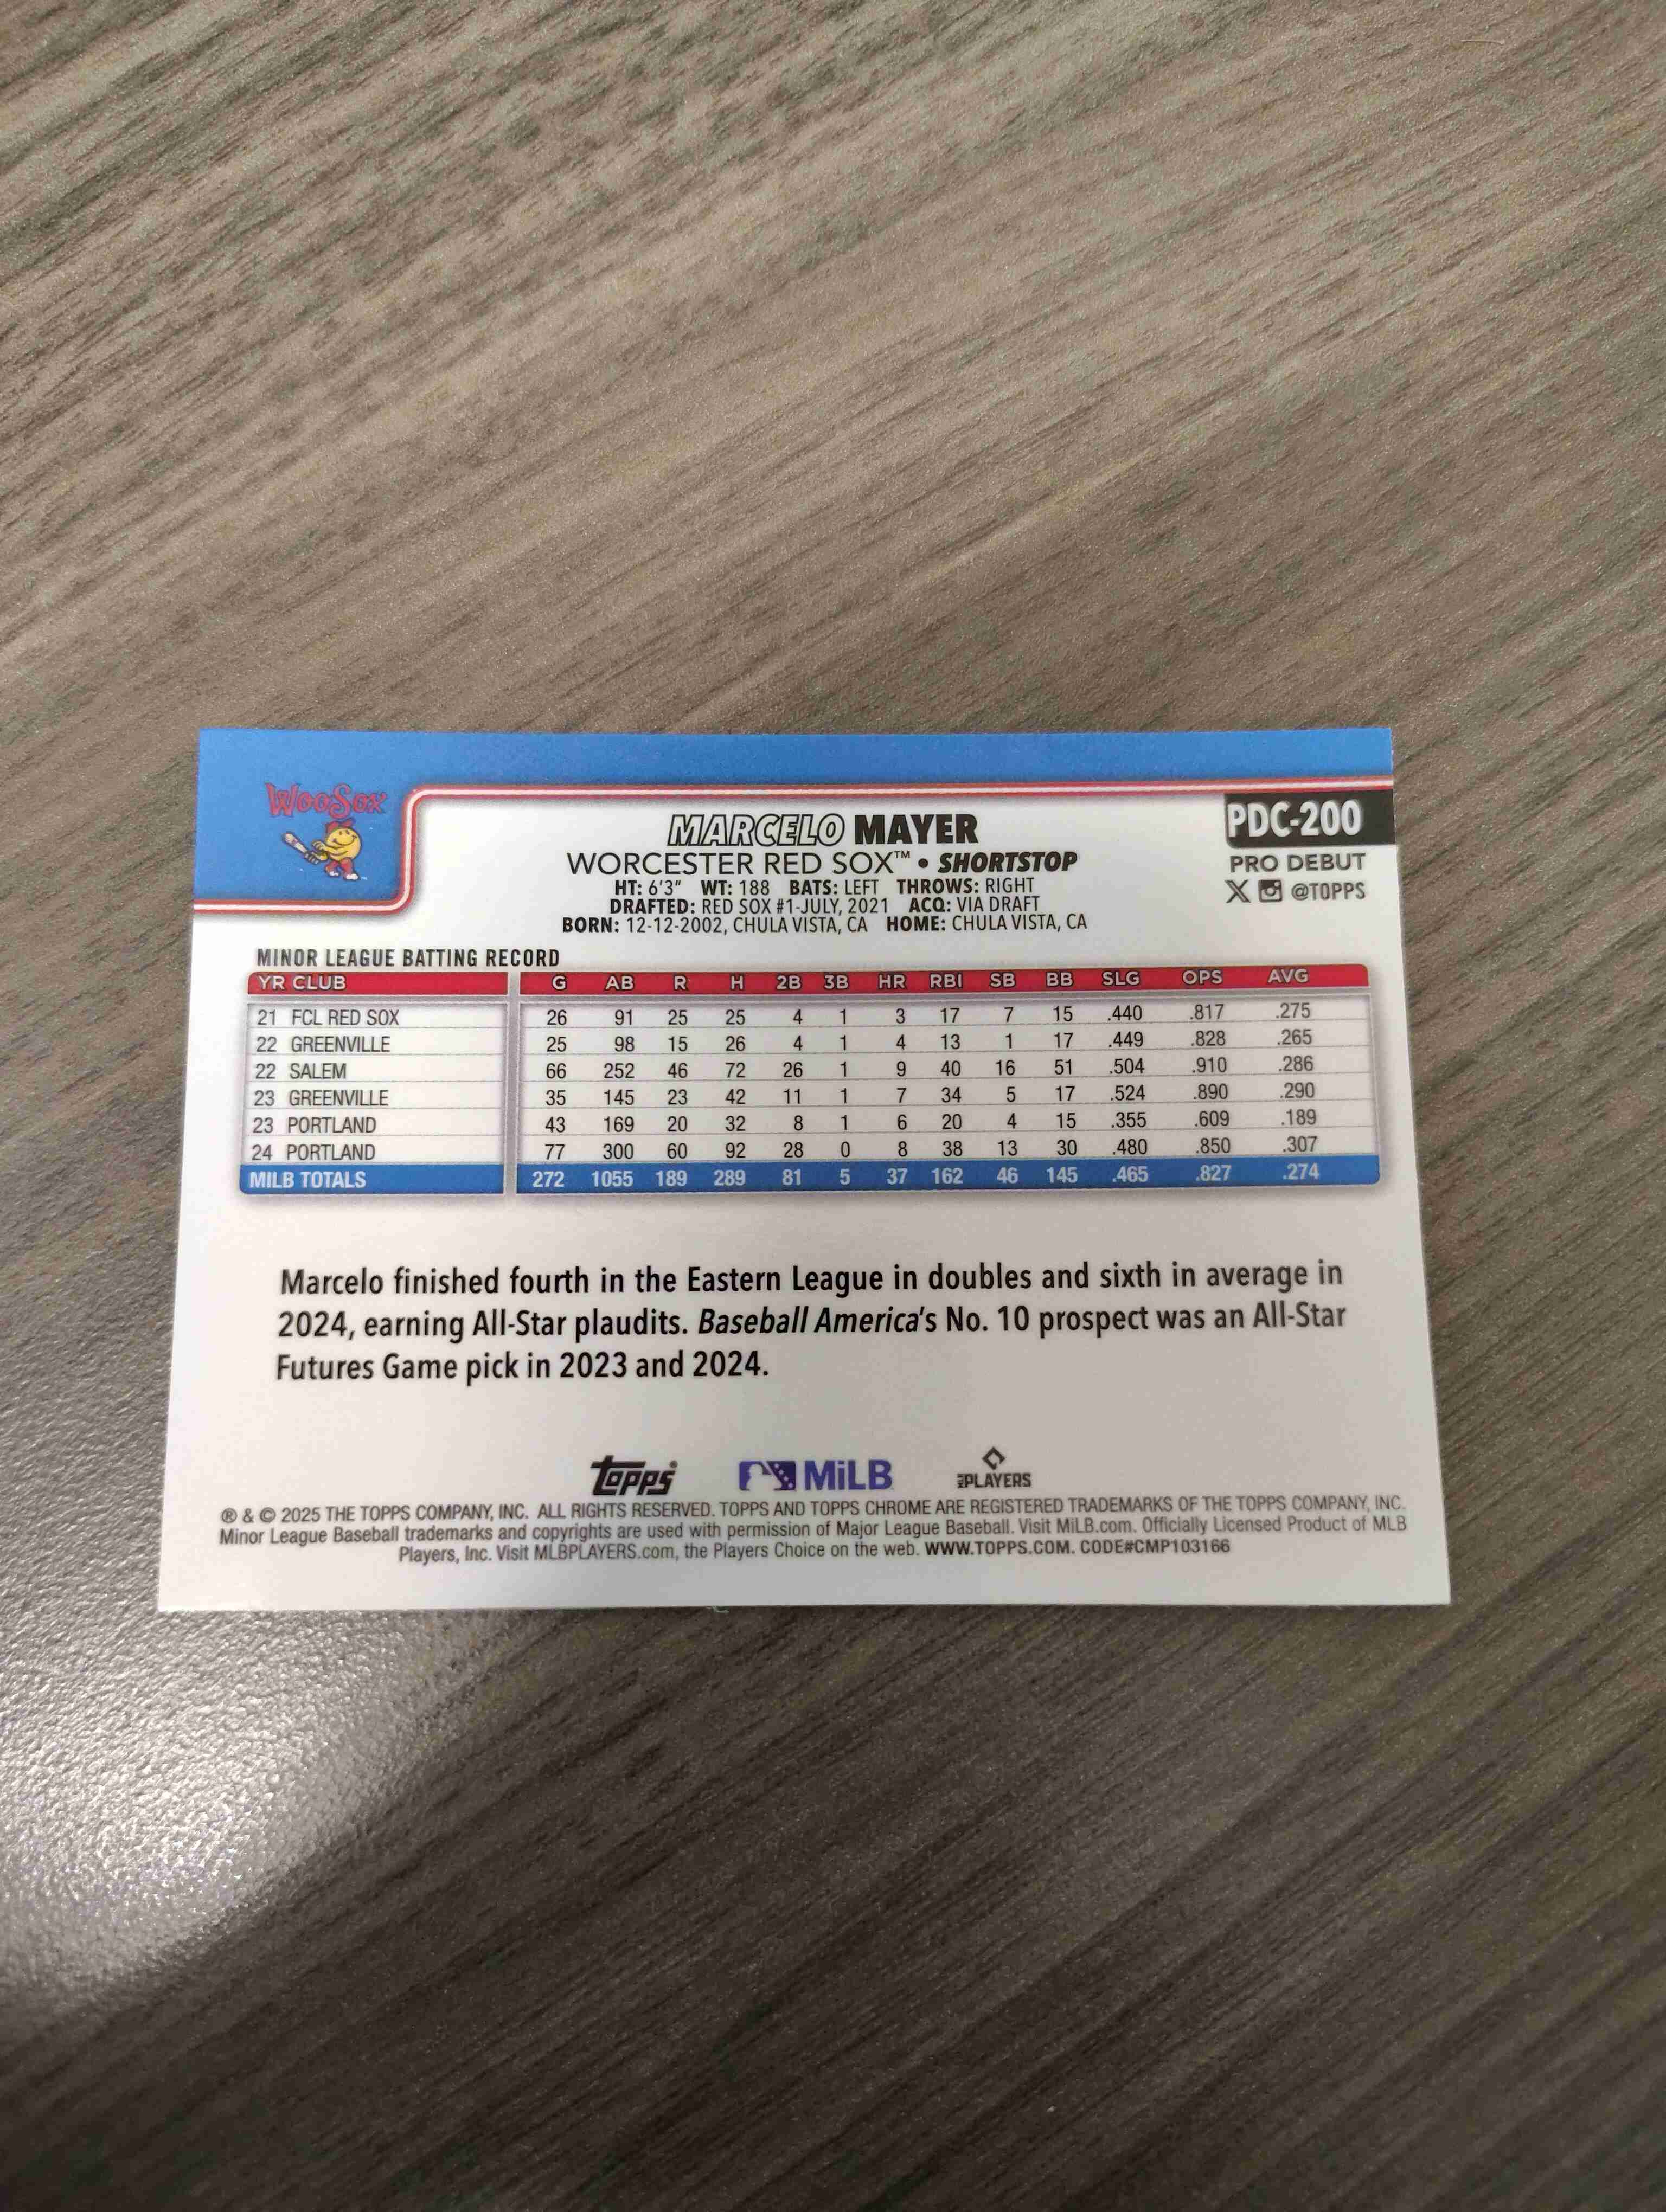 WooSox
MARCELO MAYER
PDC-200
WORCESTER RED SOX™ • SHORTSTOP
PRO DEBUT
HT: 6'3" WT: 188 BATS: LEFT THROWS: RIGHT
@TOPPS
DRAFTED: RED SOX #1-JULY, 2021 ACQ: VIA DRAFT
BORN: 12-12-2002, CHULA VISTA, CA HOME: CHULA VISTA, CA
MINOR LEAGUE BATTING RECORD
YR CLUB G AB R H 2B 3B HR RBI SB BB SLG OPS AVG
21 FCL RED SOX 26 91 25 25 4 1 3 17 7 15 .440 .817 .275
22 GREENVILLE 25 98 15 26 4 1 4 13 1 17 .449 .828 .265
22 SALEM 66 252 46 72 26 1 9 40 16 51 .504 .910 .286
23 GREENVILLE 35 145 23 42 11 1 7 34 5 17 .524 .890 .290
23 PORTLAND 43 169 20 32 8 1 6 20 4 15 .355 .609 .189
24 PORTLAND 77 300 60 92 28 0 8 38 13 30 .480 .850 .307
MILB TOTALS 272 1055 189 289 81 5 37 162 46 145 .465 .827 .274
Marcelo finished fourth in the Eastern League in doubles and sixth in average in
2024, earning All-Star plaudits. Baseball America's No. 10 prospect was an All-Star
Futures Game pick in 2023 and 2024.
topps MiLB PLAYERS
® & © 2025 THE TOPPS COMPANY, INC. ALL RIGHTS RESERVED. TOPPS AND TOPPS CHROME ARE REGISTERED TRADEMARKS OF THE TOPPS COMPANY, INC.
Minor League Baseball trademarks and copyrights are used with permission of Major League Baseball. Visit MiLB.com. Officially Licensed Product of MLB
Players, Inc. Visit MLBPLAYERS.com, the Players Choice on the web. WWW.TOPPS.COM. CODE#CMP103166